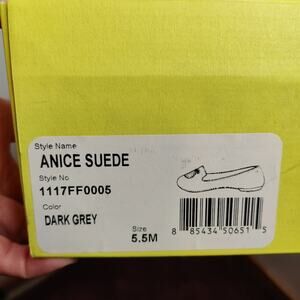 Style Name
ANICE SUEDE
Style No
1117FF0005
Color
DARK GREY
Size
5.5M
8 85434 50651 5